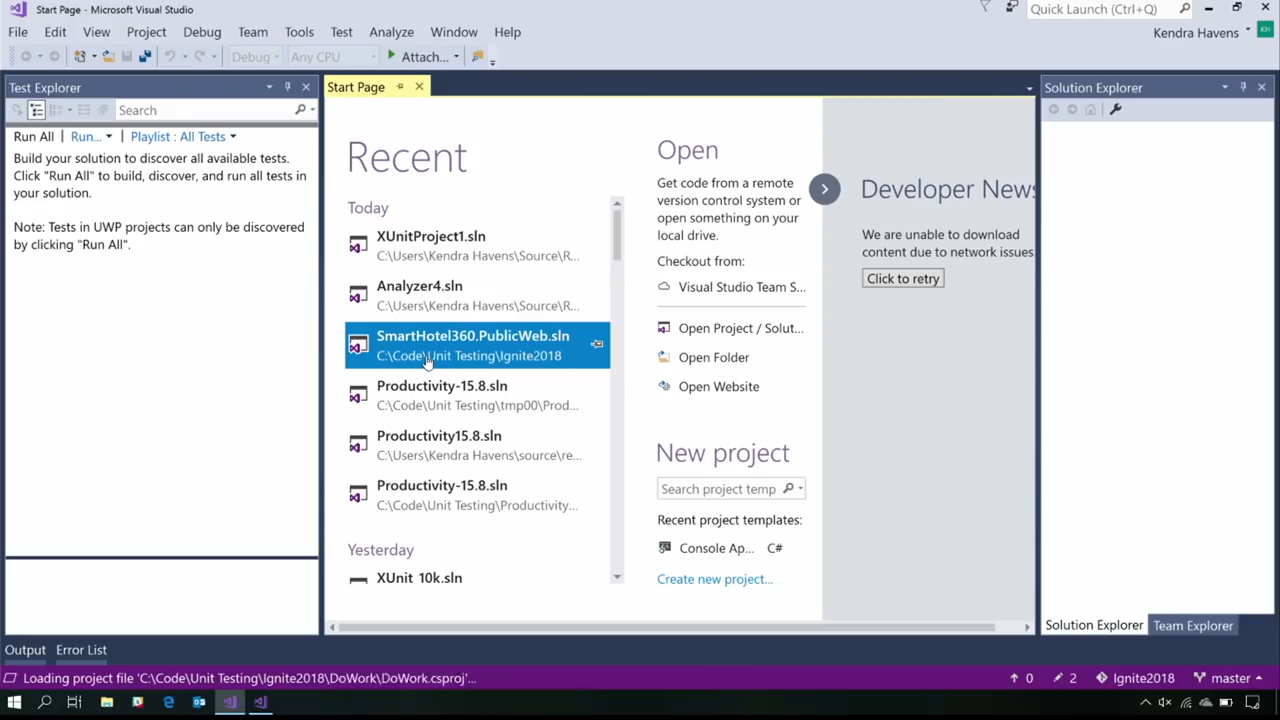 Start Page - Microsoft Visual Studio
Quick Launch (Ctrl+Q)
File Edit View Project Debug Team Tools Test Analyze Window Help
Kendra Havens KH
Debug Any CPU Attach...
Test Explorer
Search
Run All | Run... | Playlist : All Tests
Build your solution to discover all available tests.
Click "Run All" to build, discover, and run all tests in
your solution.
Note: Tests in UWP projects can only be discovered
by clicking "Run All".
Start Page
Recent
Today
XUnitProject1.sln
C:\Users\Kendra Havens\Source\R...
Analyzer4.sln
C:\Users\Kendra Havens\Source\R...
SmartHotel360.PublicWeb.sln
C:\Code\Unit Testing\Ignite2018
Productivity-15.8.sln
C:\Code\Unit Testing\tmp00\Prod...
Productivity15.8.sln
C:\Users\Kendra Havens\source\re...
Productivity-15.8.sln
C:\Code\Unit Testing\Productivity...
Yesterday
XUnit 10k.sln
Open
Get code from a remote
version control system or
open something on your
local drive.
Checkout from:
Visual Studio Team S...
Open Project / Solut...
Open Folder
Open Website
New project
Search project temp
Recent project templates:
Console Ap... C#
Create new project...
Developer News
We are unable to download
content due to network issues
Click to retry
Solution Explorer
Solution Explorer Team Explorer
Output Error List
Loading project file 'C:\Code\Unit Testing\Ignite2018\DoWork\DoWork.csproj'...
0 2 Ignite2018 master